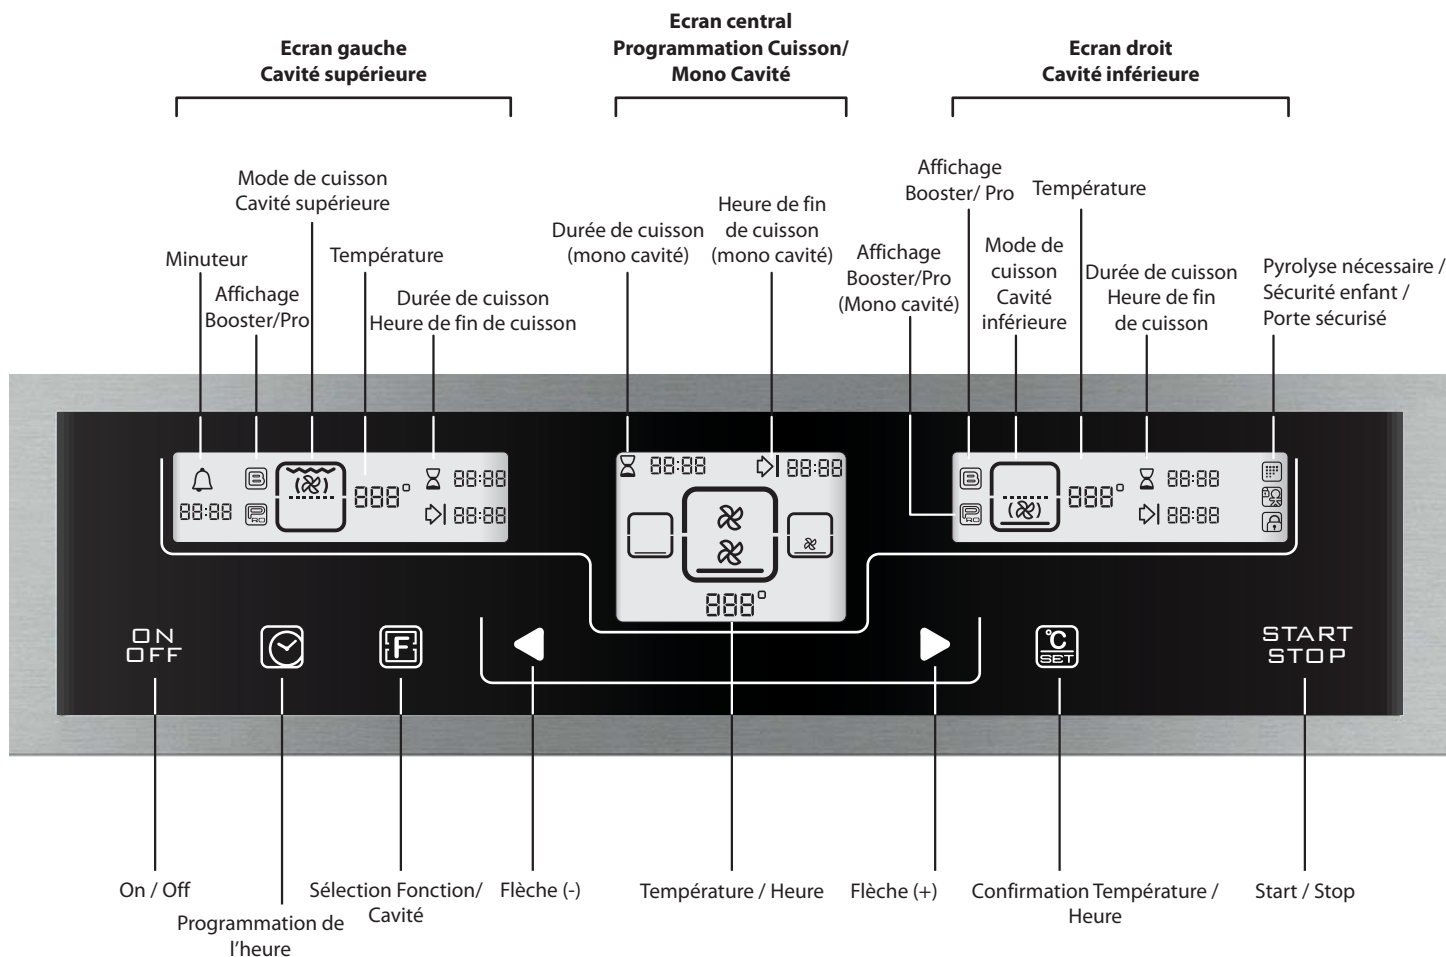 Ecran gauche
Cavité supérieure
Ecran central
Programmation Cuisson/
Mono Cavité
Ecran droit
Cavité inférieure
Minuteur
Affichage
Booster/Pro
Mode de cuisson
Cavité supérieure
Température
Durée de cuisson
Heure de fin de cuisson
Durée de cuisson
(mono cavité)
Heure de fin
de cuisson
(mono cavité)
Affichage
Booster/Pro
(Mono cavité)
Affichage
Booster/ Pro
Mode de
cuisson
Cavité
inférieure
Température
Durée de cuisson
Heure de fin
de cuisson
Pyrolyse nécessaire /
Sécurité enfant /
Porte sécurisé
88:88
B
PRO
888°
88:88
88:88
88:88
88:88
888°
B
PRO
888°
88:88
88:88
ON
OFF
F
°C
SET
START
STOP
On / Off
Programmation de
l'heure
Sélection Fonction/
Cavité
Flèche (-)
Température / Heure
Flèche (+)
Confirmation Température /
Heure
Start / Stop